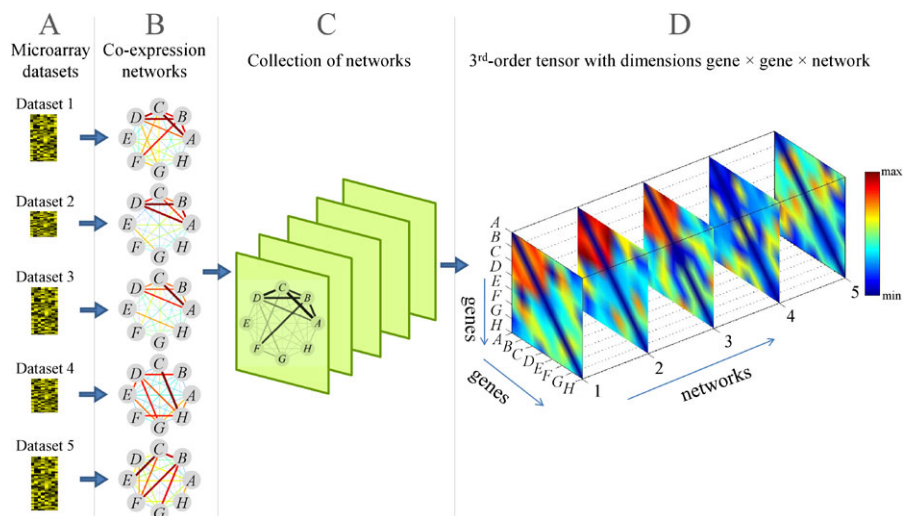 A
B
C
D
Microarray
datasets
Co-expression
networks
Collection of networks
3rd-order tensor with dimensions gene × gene × network
Dataset 1
C
D
B
E
A
F
H
G
Dataset 2
C
D
B
E
A
F
H
G
Dataset 3
C
D
B
E
A
F
H
G
Dataset 4
C
D
B
E
A
F
H
G
Dataset 5
C
D
B
E
A
F
H
G
C
D
B
E
A
F
H
G
A
B
C
D
E
F
G
H
genes
A
B
C
D
E
F
G
H
genes
1
2
3
4
5
networks
max
min